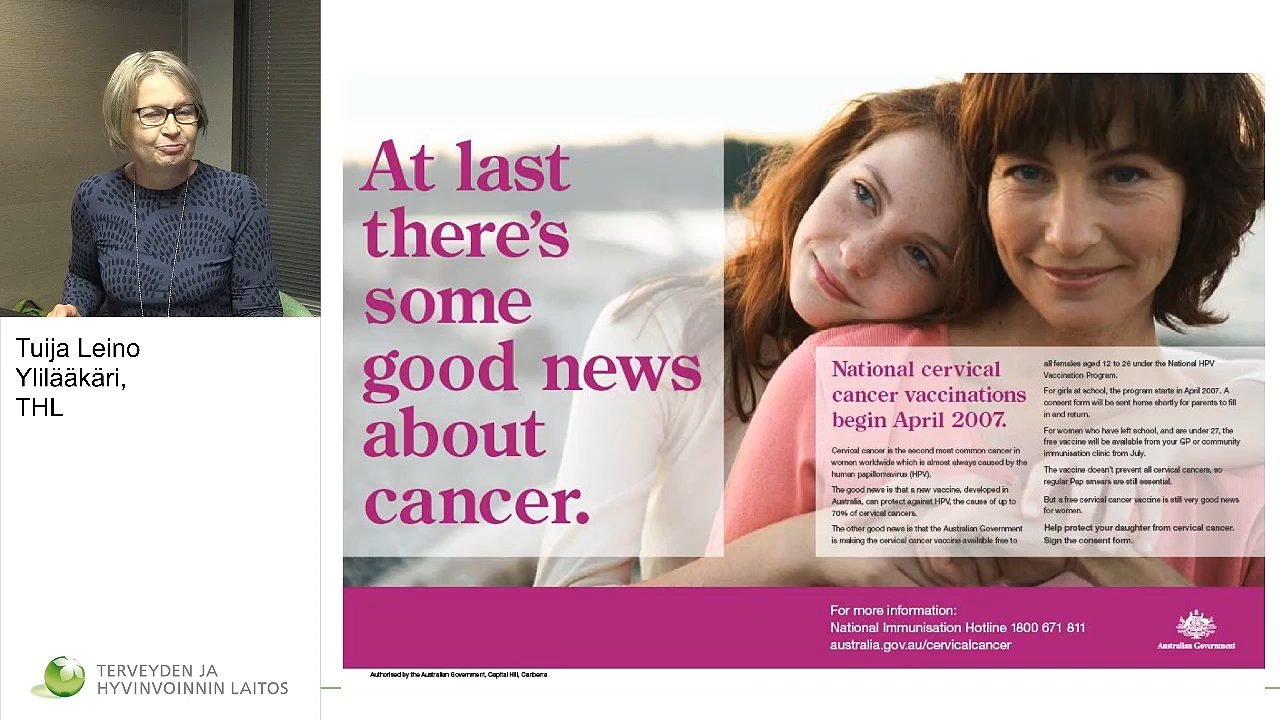 Tuija Leino
Ylilääkäri,
THL
TERVEYDEN JA
HYVINVOINNIN LAITOS
At last
there's
some
good news
about
cancer.
National cervical
cancer vaccinations
begin April 2007.
Cervical cancer is the second most common cancer in
women worldwide which is almost always caused by the
human papillomavirus (HPV).
The good news is that a new vaccine, developed in
Australia, can protect against HPV, the cause of up to
70% of cervical cancers.
The other good news is that the Australian Government
is making the cervical cancer vaccine available free to
all females aged 12 to 26 under the National HPV
Vaccination Program.
For girls at school, the program starts in April 2007. A
consent form will be sent home shortly for parents to fill
in and return.
For women who have left school, and are under 27, the
free vaccine will be available from your GP or community
immunisation clinic from July.
The vaccine doesn't prevent all cervical cancers, so
regular Pap smears are still essential.
But a free cervical cancer vaccine is still very good news
for women.
Help protect your daughter from cervical cancer.
Sign the consent form.
For more information:
National Immunisation Hotline 1800 671 811
australia.gov.au/cervicalcancer
Australian Government
Authorised by the Australian Government, Capital Hill, Canberra